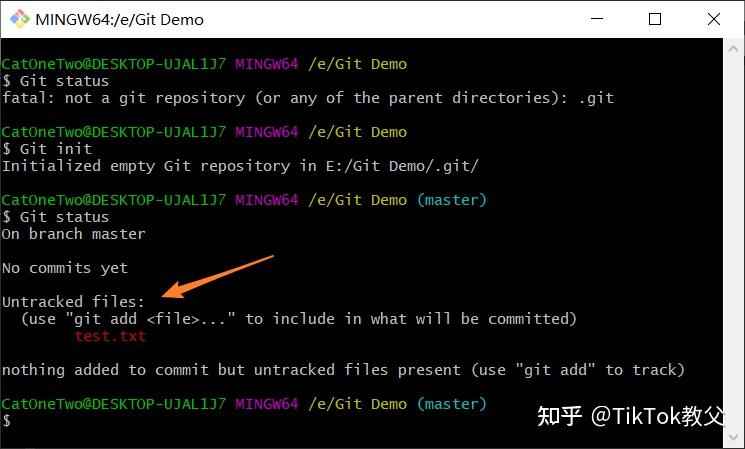 MINGW64:/e/Git Demo
CatOneTwo@DESKTOP-UJAL1J7 MINGW64 /e/Git Demo
$ Git status
fatal: not a git repository (or any of the parent directories): .git
CatOneTwo@DESKTOP-UJAL1J7 MINGW64 /e/Git Demo
$ Git init
Initialized empty Git repository in E:/Git Demo/.git/
CatOneTwo@DESKTOP-UJAL1J7 MINGW64 /e/Git Demo (master)
$ Git status
On branch master
No commits yet
Untracked files:
(use "git add <file>..." to include in what will be committed)
test.txt
nothing added to commit but untracked files present (use "git add" to track)
CatOneTwo@DESKTOP-UJAL1J7 MINGW64 /e/Git Demo (master)
$
知乎 @TikTok教父